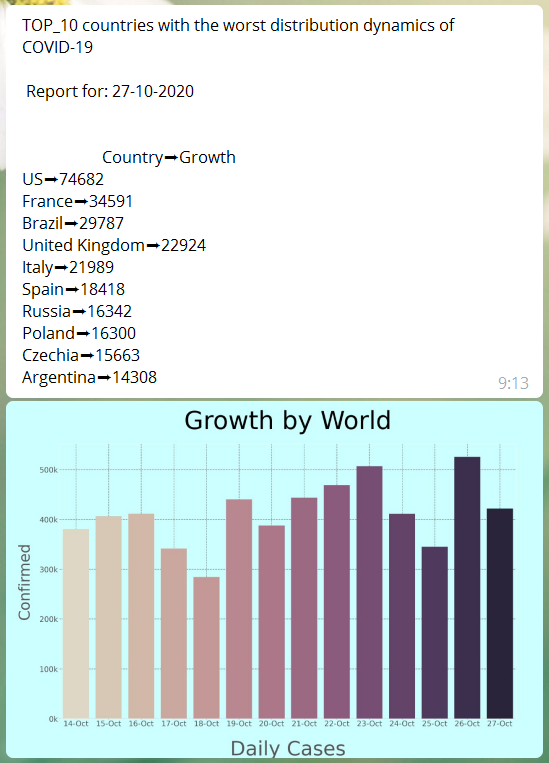 TOP_10 countries with the worst distribution dynamics of
COVID-19
Report for: 27-10-2020
Country➞Growth
US➞74682
France➞34591
Brazil➞29787
United Kingdom➞22924
Italy➞21989
Spain➞18418
Russia➞16342
Poland➞16300
Czechia➞15663
Argentina➞14308
9:13
Growth by World
500k
400k
300k
200k
100k
0k
Confirmed
14-Oct 15-Oct 16-Oct 17-Oct 18-Oct 19-Oct 20-Oct 21-Oct 22-Oct 23-Oct 24-Oct 25-Oct 26-Oct 27-Oct
Daily Cases